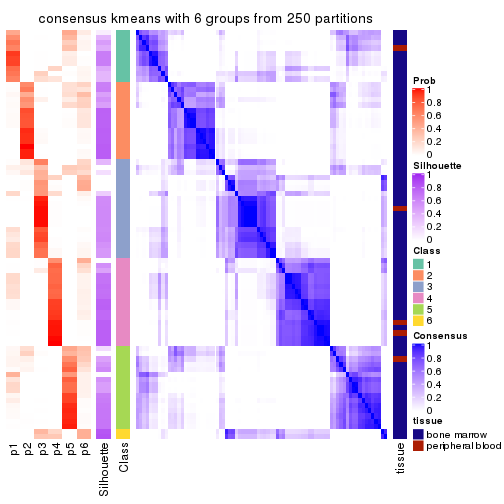 consensus kmeans with 6 groups from 250 partitions
p1
p2
p3
p4
p5
p6
Silhouette
Class
tissue
Prob
1
0.8
0.6
0.4
0.2
0
Silhouette
1
0.8
0.6
0.4
0.2
0
Class
1
2
3
4
5
6
Consensus
1
0.8
0.6
0.4
0.2
0
tissue
bone marrow
peripheral blood